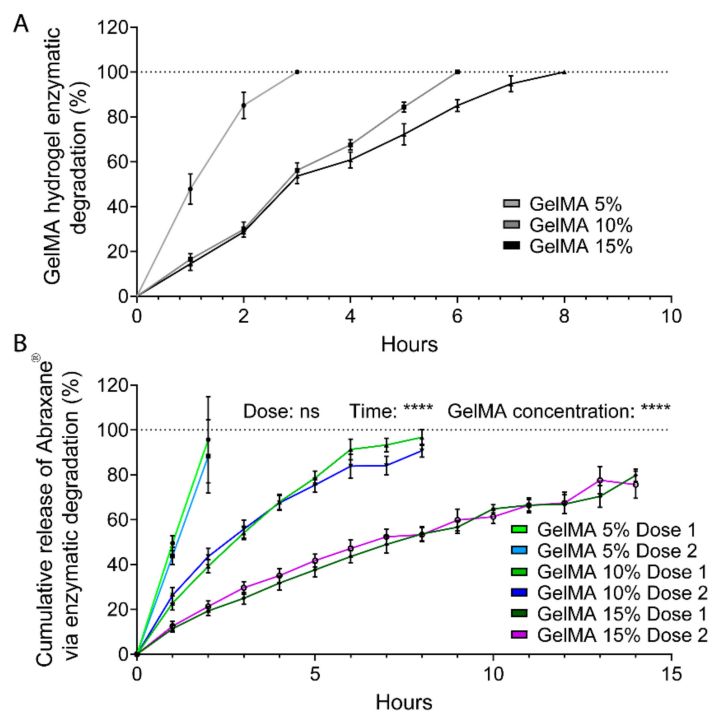 A
GelMA hydrogel enzymatic
degradation (%)
120
100
80
60
40
20
0
GelMA 5%
GelMA 10%
GelMA 15%
0 2 4 6 8 10
Hours
B
Cumulative release of Abraxane®
via enzymatic degradation (%)
120
100
80
60
40
20
0
Dose: ns Time: **** GelMA concentration: ****
GelMA 5% Dose 1
GelMA 5% Dose 2
GelMA 10% Dose 1
GelMA 10% Dose 2
GelMA 15% Dose 1
GelMA 15% Dose 2
0 5 10 15
Hours